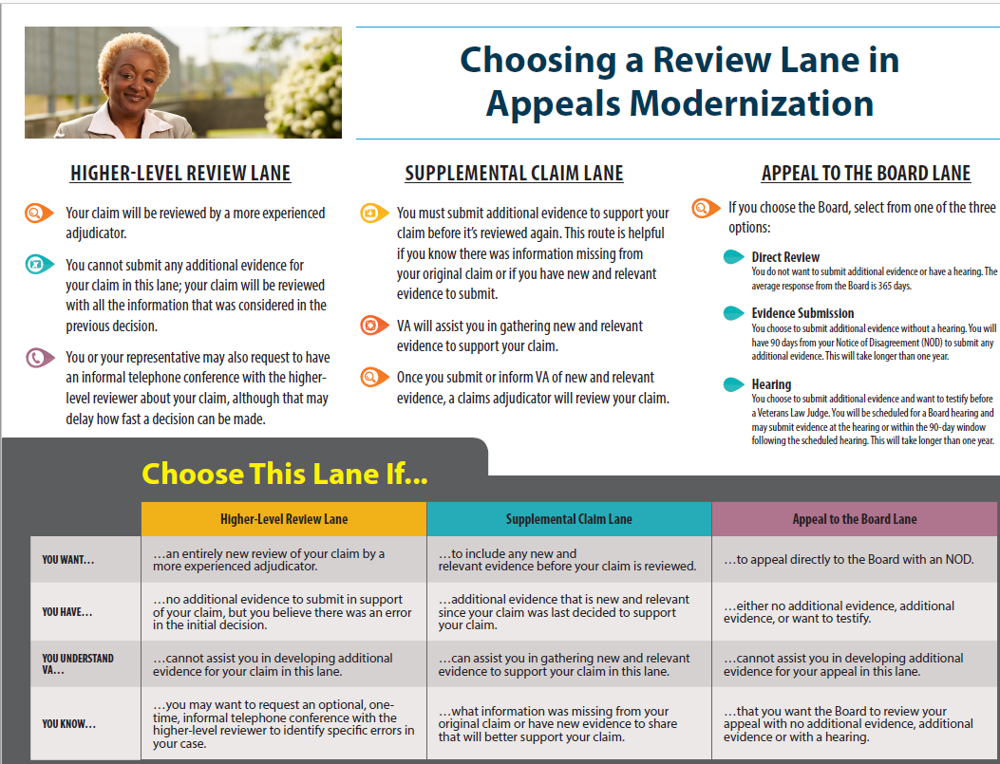 Choosing a Review Lane in
Appeals Modernization
HIGHER-LEVEL REVIEW LANE
Your claim will be reviewed by a more experienced
adjudicator.
You cannot submit any additional evidence for
your claim in this lane; your claim will be reviewed
with all the information that was considered in the
previous decision.
You or your representative may also request to have
an informal telephone conference with the higher-
level reviewer about your claim, although that may
delay how fast a decision can be made.
SUPPLEMENTAL CLAIM LANE
You must submit additional evidence to support your
claim before it's reviewed again. This route is helpful
if you know there was information missing from
your original claim or if you have new and relevant
evidence to submit.
VA will assist you in gathering new and relevant
evidence to support your claim.
Once you submit or inform VA of new and relevant
evidence, a claims adjudicator will review your claim.
APPEAL TO THE BOARD LANE
If you choose the Board, select from one of the three
options:
Direct Review
You do not want to submit additional evidence or have a hearing. The
average response from the Board is 365 days.
Evidence Submission
You choose to submit additional evidence without a hearing. You will
have 90 days from your Notice of Disagreement (NOD) to submit any
additional evidence. This will take longer than one year.
Hearing
You choose to submit additional evidence and want to testify before
a Veterans Law Judge. You will be scheduled for a Board hearing and
may submit evidence at the hearing or within the 90-day window
following the scheduled hearing. This will take longer than one year.
Choose This Lane If...
Higher-Level Review Lane
Supplemental Claim Lane
Appeal to the Board Lane
YOU WANT…
…an entirely new review of your claim by a
more experienced adjudicator.
…to include any new and
relevant evidence before your claim is reviewed.
…to appeal directly to the Board with an NOD.
YOU HAVE…
…no additional evidence to submit in support
of your claim, but you believe there was an error
in the initial decision.
…additional evidence that is new and relevant
since your claim was last decided to support
your claim.
…either no additional evidence, additional
evidence, or want to testify.
YOU UNDERSTAND
VA…
…cannot assist you in developing additional
evidence for your claim in this lane.
…can assist you in gathering new and relevant
evidence to support your claim in this lane.
…cannot assist you in developing additional
evidence for your appeal in this lane.
YOU KNOW…
…you may want to request an optional, one-
time, informal telephone conference with the
higher-level reviewer to identify specific errors in
your case.
…what information was missing from your
original claim or have new evidence to share
that will better support your claim.
…that you want the Board to review your
appeal with no additional evidence, additional
evidence or with a hearing.